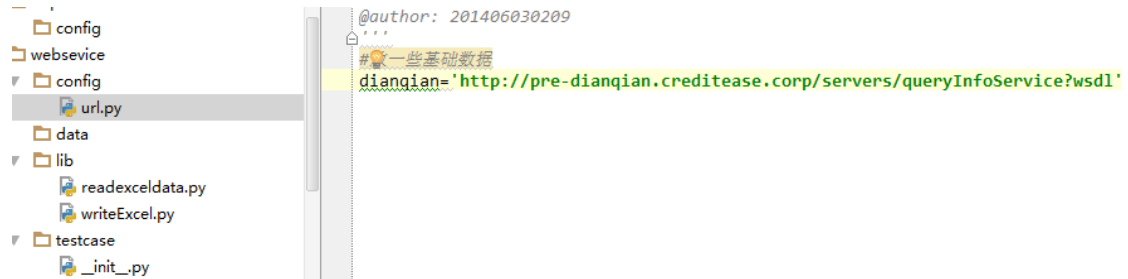 config
websevice
config
url.py
data
lib
readexceldata.py
writeExcel.py
testcase
__init__.py
@author: 201406030209
'''
#一些基础数据
dianqian='http://pre-dianqian.creditease.corp/servers/queryInfoService?wsdl'